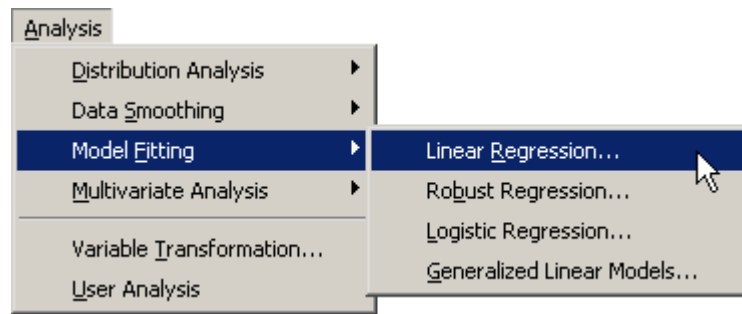 Analysis
Distribution Analysis
Data Smoothing
Model Fitting
Multivariate Analysis
Variable Transformation...
User Analysis
Linear Regression...
Robust Regression...
Logistic Regression...
Generalized Linear Models...